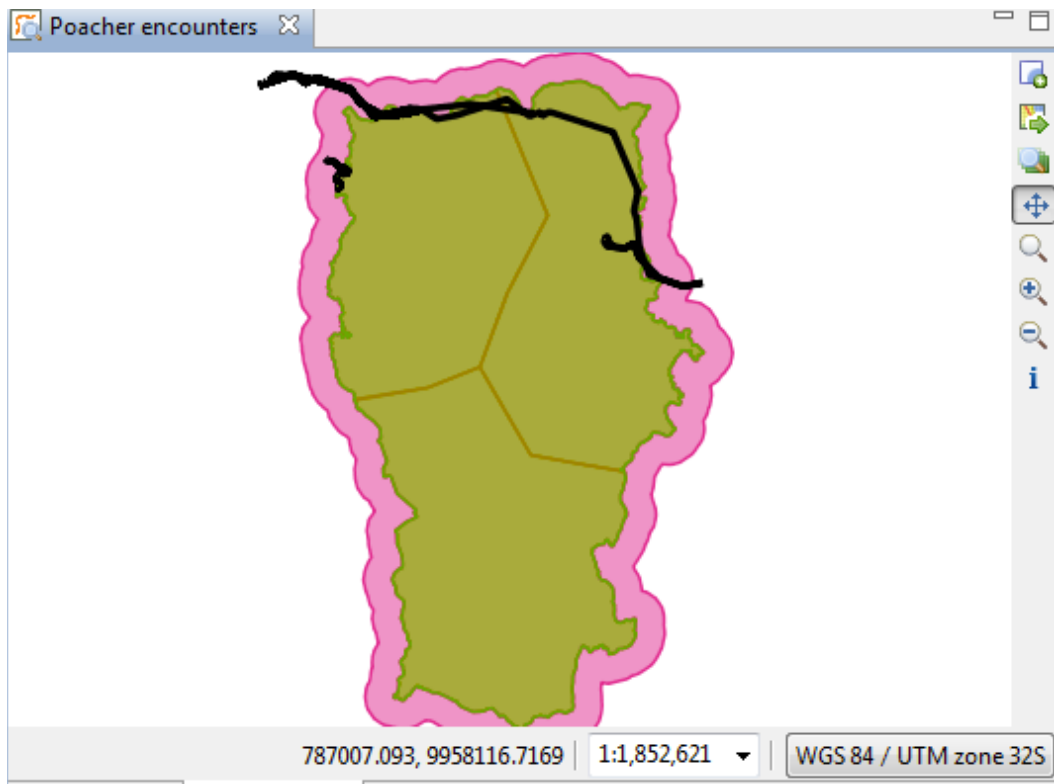 Poacher encounters
787007.093, 9958116.7169 1:1,852,621 WGS 84 / UTM zone 32S